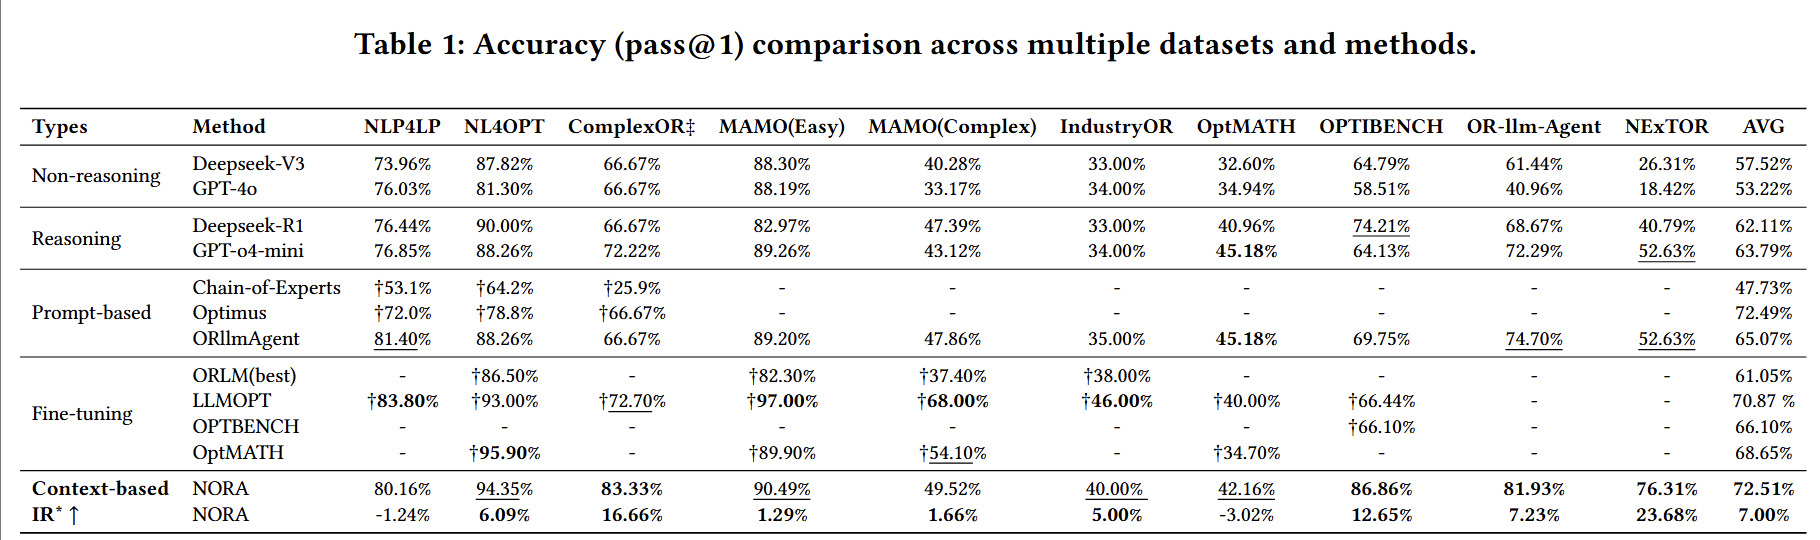 Table 1: Accuracy (pass@1) comparison across multiple datasets and methods.
Types Method NLP4LP NL4OPT ComplexOR‡ MAMO(Easy) MAMO(Complex) IndustryOR OptMATH OPTIBENCH OR-llm-Agent NExTOR AVG
Non-reasoning
Deepseek-V3 73.96% 87.82% 66.67% 88.30% 40.28% 33.00% 32.60% 64.79% 61.44% 26.31% 57.52%
GPT-4o 76.03% 81.30% 66.67% 88.19% 33.17% 34.00% 34.94% 58.51% 40.96% 18.42% 53.22%
Reasoning
Deepseek-R1 76.44% 90.00% 66.67% 82.97% 47.39% 33.00% 40.96% 74.21% 68.67% 40.79% 62.11%
GPT-o4-mini 76.85% 88.26% 72.22% 89.26% 43.12% 34.00% 45.18% 64.13% 72.29% 52.63% 63.79%
Prompt-based
Chain-of-Experts †53.1% †64.2% †25.9% - - - - - - - 47.73%
Optimus †72.0% †78.8% †66.67% - - - - - - - 72.49%
ORllmAgent 81.40% 88.26% 66.67% 89.20% 47.86% 35.00% 45.18% 69.75% 74.70% 52.63% 65.07%
Fine-tuning
ORLM(best) - †86.50% - †82.30% †37.40% †38.00% - - - - 61.05%
LLMOPT †83.80% †93.00% †72.70% †97.00% †68.00% †46.00% †40.00% †66.44% - - 70.87 %
OPTBENCH - - - - - - - †66.10% - - 66.10%
OptMATH - †95.90% - †89.90% †54.10% - †34.70% - - - 68.65%
Context-based NORA 80.16% 94.35% 83.33% 90.49% 49.52% 40.00% 42.16% 86.86% 81.93% 76.31% 72.51%
IR* ↑ NORA -1.24% 6.09% 16.66% 1.29% 1.66% 5.00% -3.02% 12.65% 7.23% 23.68% 7.00%